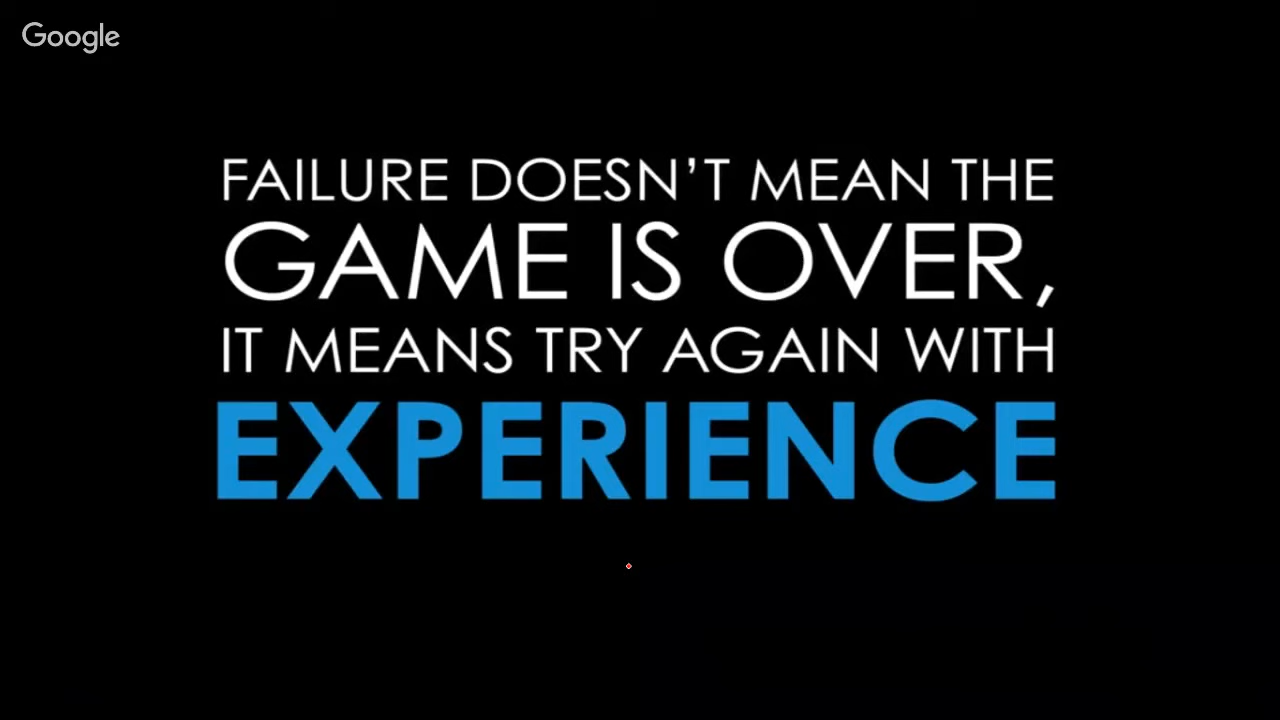 Google
FAILURE DOESN’T MEAN THE
GAME IS OVER,
IT MEANS TRY AGAIN WITH
EXPERIENCE